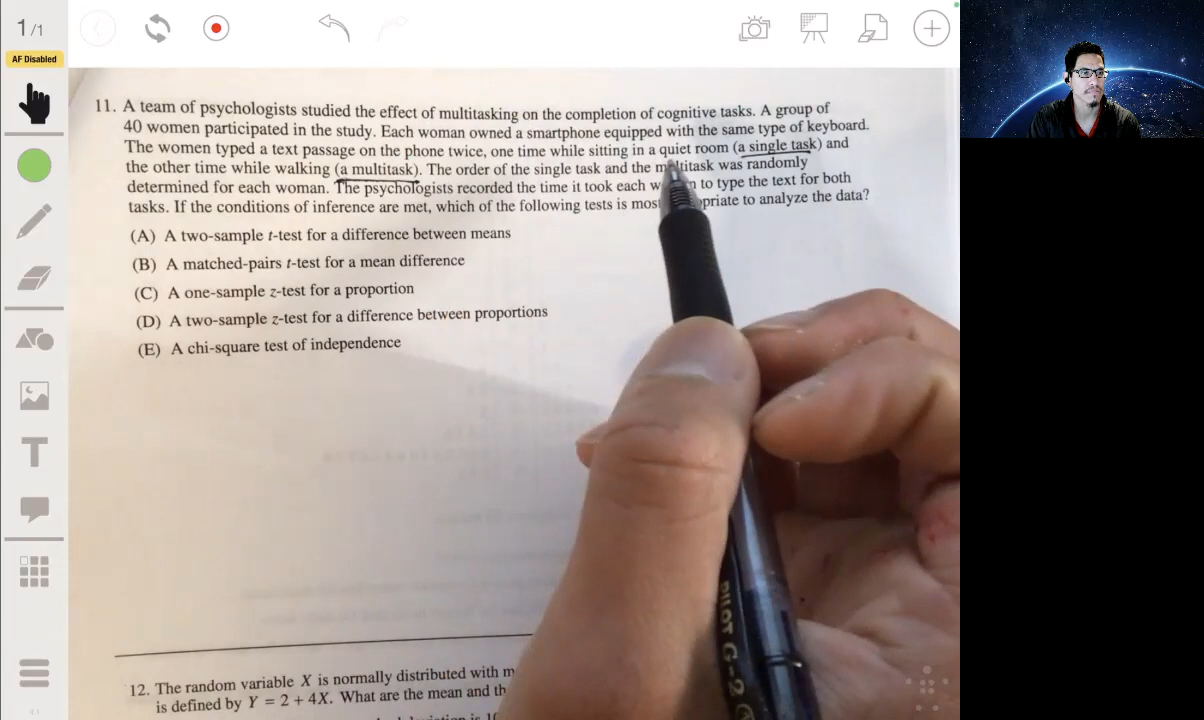 1/1
AF Disabled
11. A team of psychologists studied the effect of multitasking on the completion of cognitive tasks. A group of
40 women participated in the study. Each woman owned a smartphone equipped with the same type of keyboard.
The women typed a text passage on the phone twice, one time while sitting in a quiet room (a single task) and
the other time while walking (a multitask). The order of the single task and the multitask was randomly
determined for each woman. The psychologists recorded the time it took each to type the text for both
tasks. If the conditions of inference are met, which of the following tests is most to analyze the data?
(A) A two-sample t-test for a difference between means
(B) A matched-pairs t-test for a mean difference
(C) A one-sample z-test for a proportion
(D) A two-sample z-test for a difference between proportions
(E) A chi-square test of independence
12. The random variable X is normally distributed with
is defined by Y = 2 + 4X. What are the mean and
T
PILOT G-2